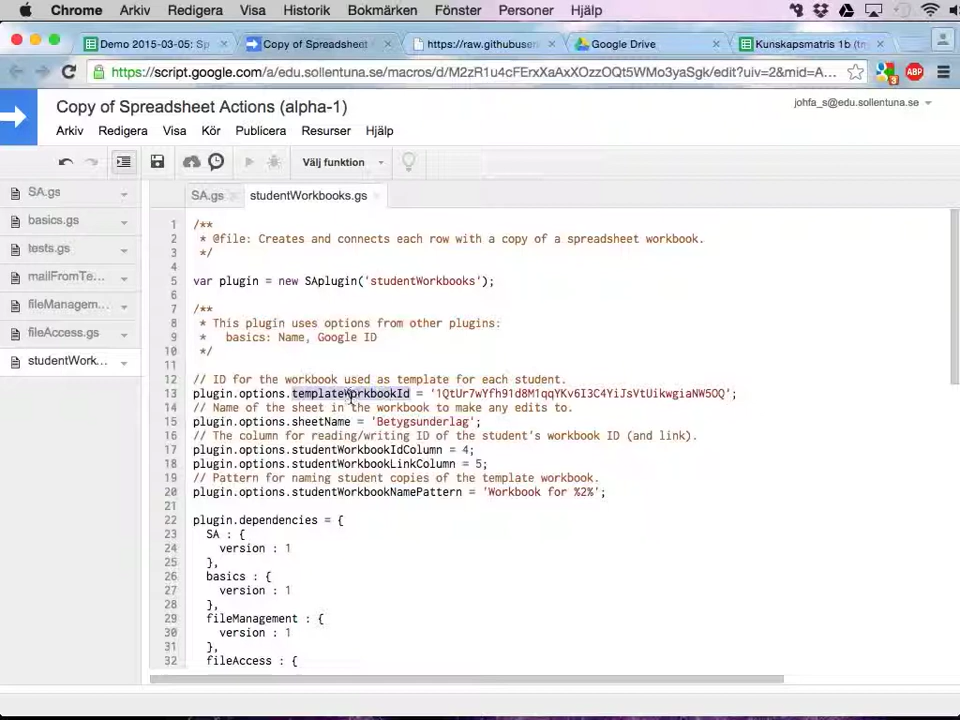 Chrome Arkiv Redigera Visa Historik Bokmärken Fönster Personer Hjälp
Demo 2015-03-05: Sp
Copy of Spreadsheet
https://raw.githubuser
Google Drive
Kunskapsmatris 1b (tm
https://script.google.com/a/edu.sollentuna.se/macros/d/M2zR1u4cFErxXaAxXOzzOQt5WMo3yaSgk/edit?uiv=2&mid=A...
3
ABP
Copy of Spreadsheet Actions (alpha-1)
johfa_s@edu.sollentuna.se
Arkiv Redigera Visa Kör Publicera Resurser Hjälp
Välj funktion
SA.gs
basics.gs
tests.gs
mailFromTe...
fileManagem...
fileAccess.gs
studentWork...
SA.gs studentWorkbooks.gs
1 /**
2 * @file: Creates and connects each row with a copy of a spreadsheet workbook.
3 */
4
5 var plugin = new SAplugin('studentWorkbooks');
6
7 /**
8 * This plugin uses options from other plugins:
9 * basics: Name, Google ID
10 */
11
12 // ID for the workbook used as template for each student.
13 plugin.options.templateWorkbookId = '1QtUr7wYfh91d8M1qqYKv6I3C4YiJsVtUikwgiaNW5OQ';
14 // Name of the sheet in the workbook to make any edits to.
15 plugin.options.sheetName = 'Betygsunderlag';
16 // The column for reading/writing ID of the student's workbook ID (and link).
17 plugin.options.studentWorkbookIdColumn = 4;
18 plugin.options.studentWorkbookLinkColumn = 5;
19 // Pattern for naming student copies of the template workbook.
20 plugin.options.studentWorkbookNamePattern = 'Workbook for %2%';
21
22 plugin.dependencies = {
23 SA : {
24 version : 1
25 },
26 basics : {
27 version : 1
28 },
29 fileManagement : {
30 version : 1
31 },
32 fileAccess : {